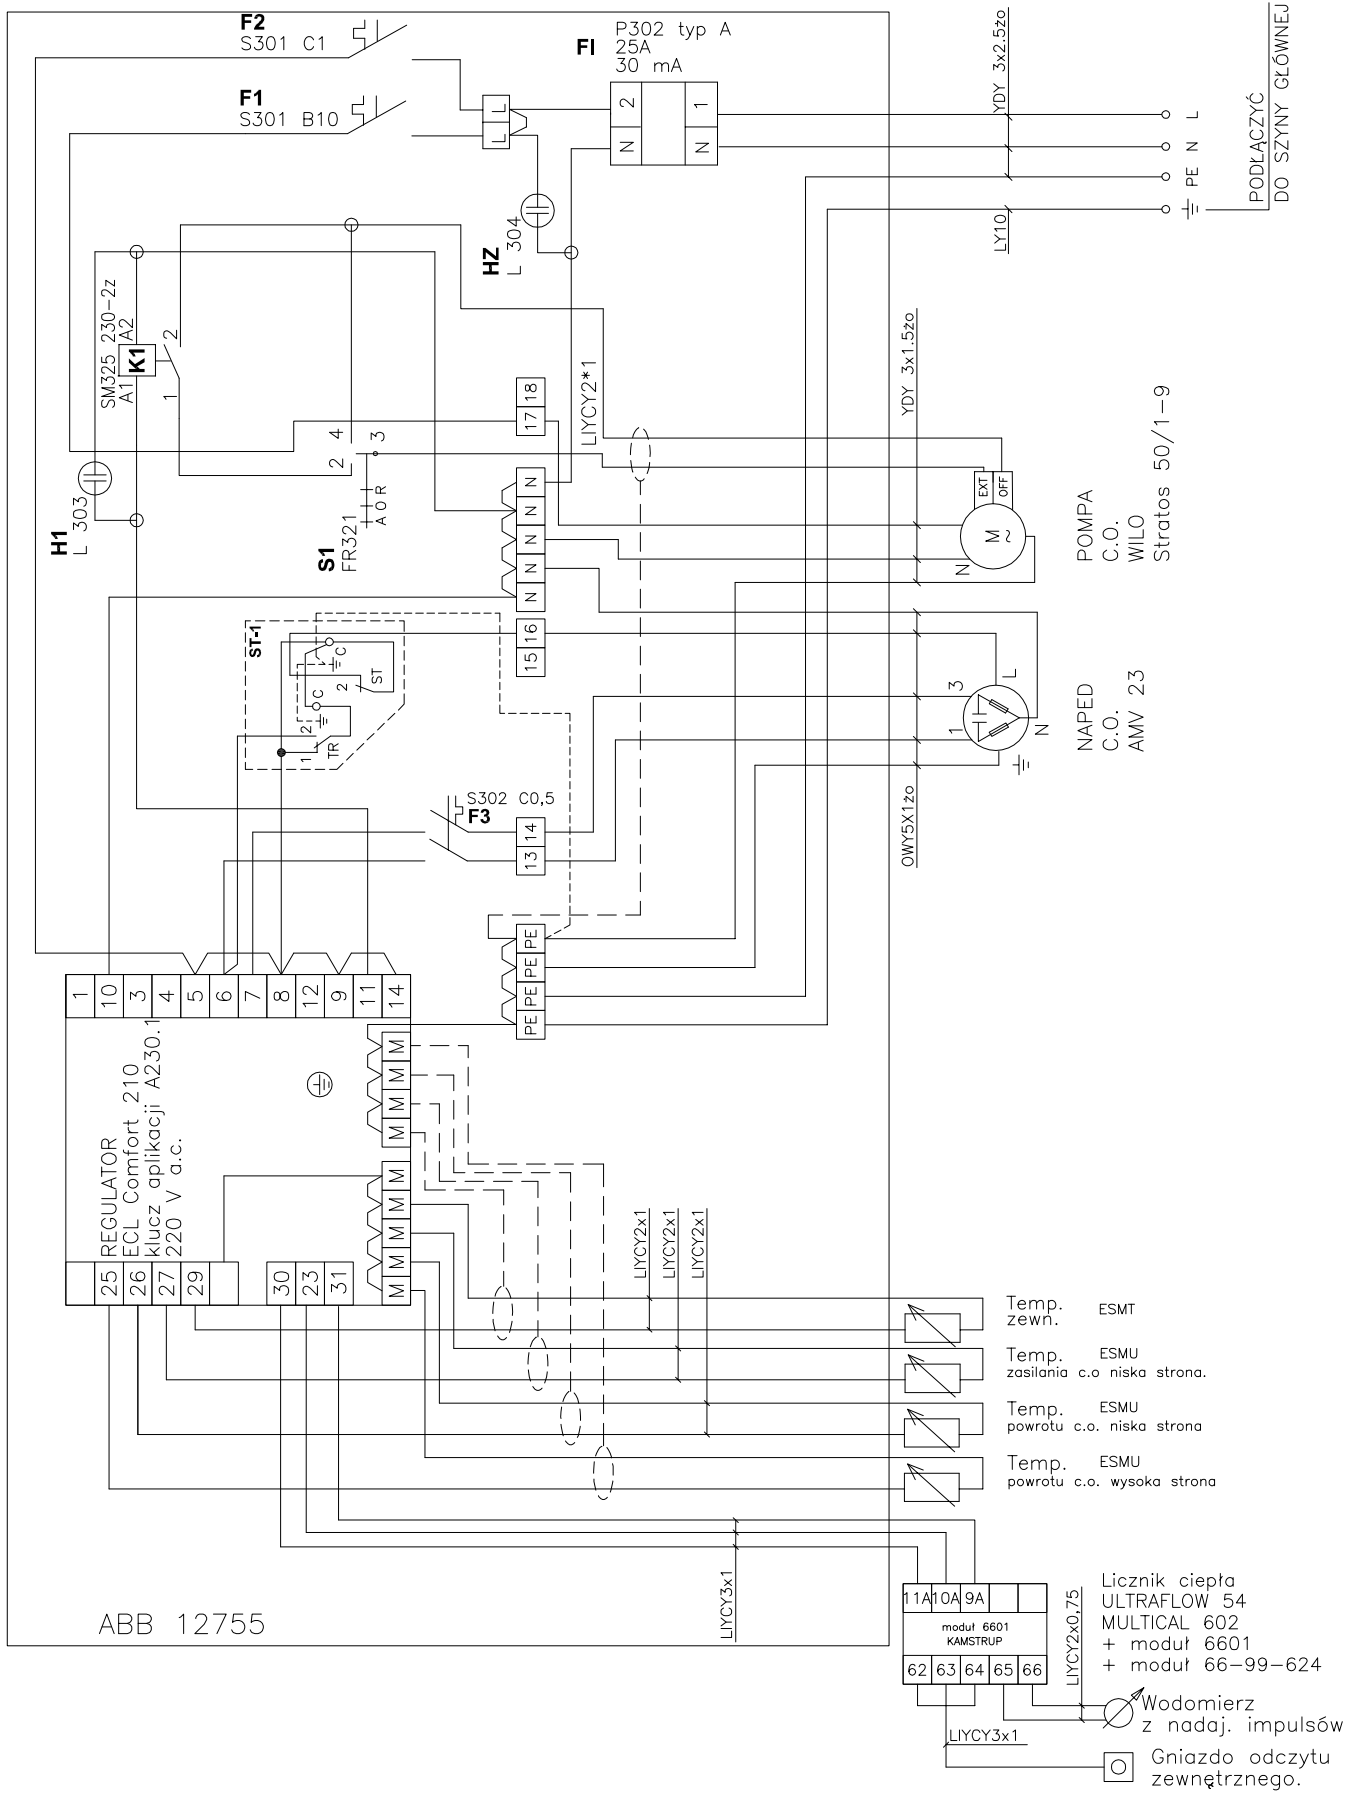 F2
S301 C1
F1
S301 B10
FI
P302 typ A
25A
30 mA
2
1
N
N
L
L
YDY 3x2.5żo
L
N
PE
LY10
PODŁĄCZYĆ
DO SZYNY GŁÓWNEJ
HZ
L 304
SM325 230-2z
A1
A2
K1
1
2
H1
L 303
2
4
3
A O R
S1
FR321
17
18
LIYCY2*1
N
N
N
N
N
15
16
YDY 3x1.5żo
EXT
OFF
M
~
N
POMPA
C.O.
WILO
Stratos 50/1-9
ST-1
C
C
2
ST
2
1
TR
S302 C0,5
F3
13
14
1
3
L
N
NAPED
C.O.
AMV 23
OWY5X1żo
PE
PE
PE
PE
1
10
3
4
5
6
7
8
12
9
11
14
REGULATOR
ECL Comfort 210
klucz aplikacji A230.1
220 V a.c.
M
M
M
M
M
M
M
M
M
25
26
27
29
30
23
31
LIYCY2x1
LIYCY2x1
LIYCY2x1
Temp. ESMT
zewn.
Temp. ESMU
zasilania c.o niska strona.
Temp. ESMU
powrotu c.o. niska strona
Temp. ESMU
powrotu c.o. wysoka strona
LIYCY3x1
ABB 12755
11A 10A 9A
moduł 6601
KAMSTRUP
62 63 64 65 66
LIYCY2x0,75
Licznik ciepła
ULTRAFLOW 54
MULTICAL 602
+ moduł 6601
+ moduł 66-99-624
Wodomierz
z nadaj. impulsów
LIYCY3x1
Gniazdo odczytu
zewnętrznego.